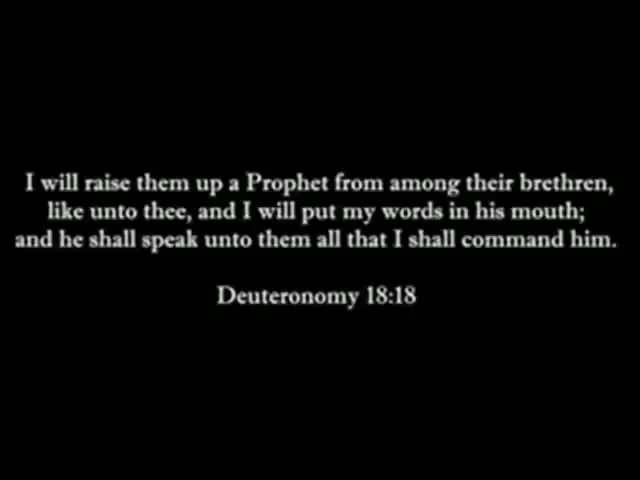 I will raise them up a Prophet from among their brethren,
like unto thee, and I will put my words in his mouth;
and he shall speak unto them all that I shall command him.
Deuteronomy 18:18